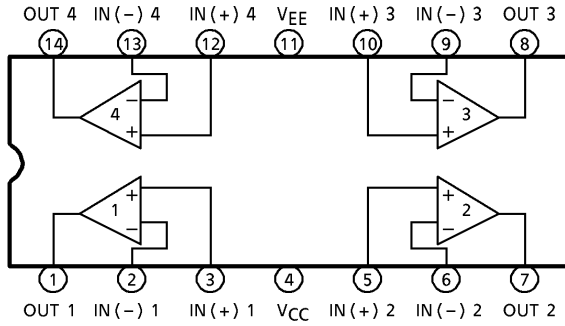 OUT 4 IN(−)4 IN(+)4 VEE IN(+)3 IN(−)3 OUT 3
14 13 12 11 10 9 8
− −
4 3
+ +
+ +
1 2
− −
1 2 3 4 5 6 7
OUT 1 IN(−)1 IN(+)1 VCC IN(+)2 IN(−)2 OUT 2